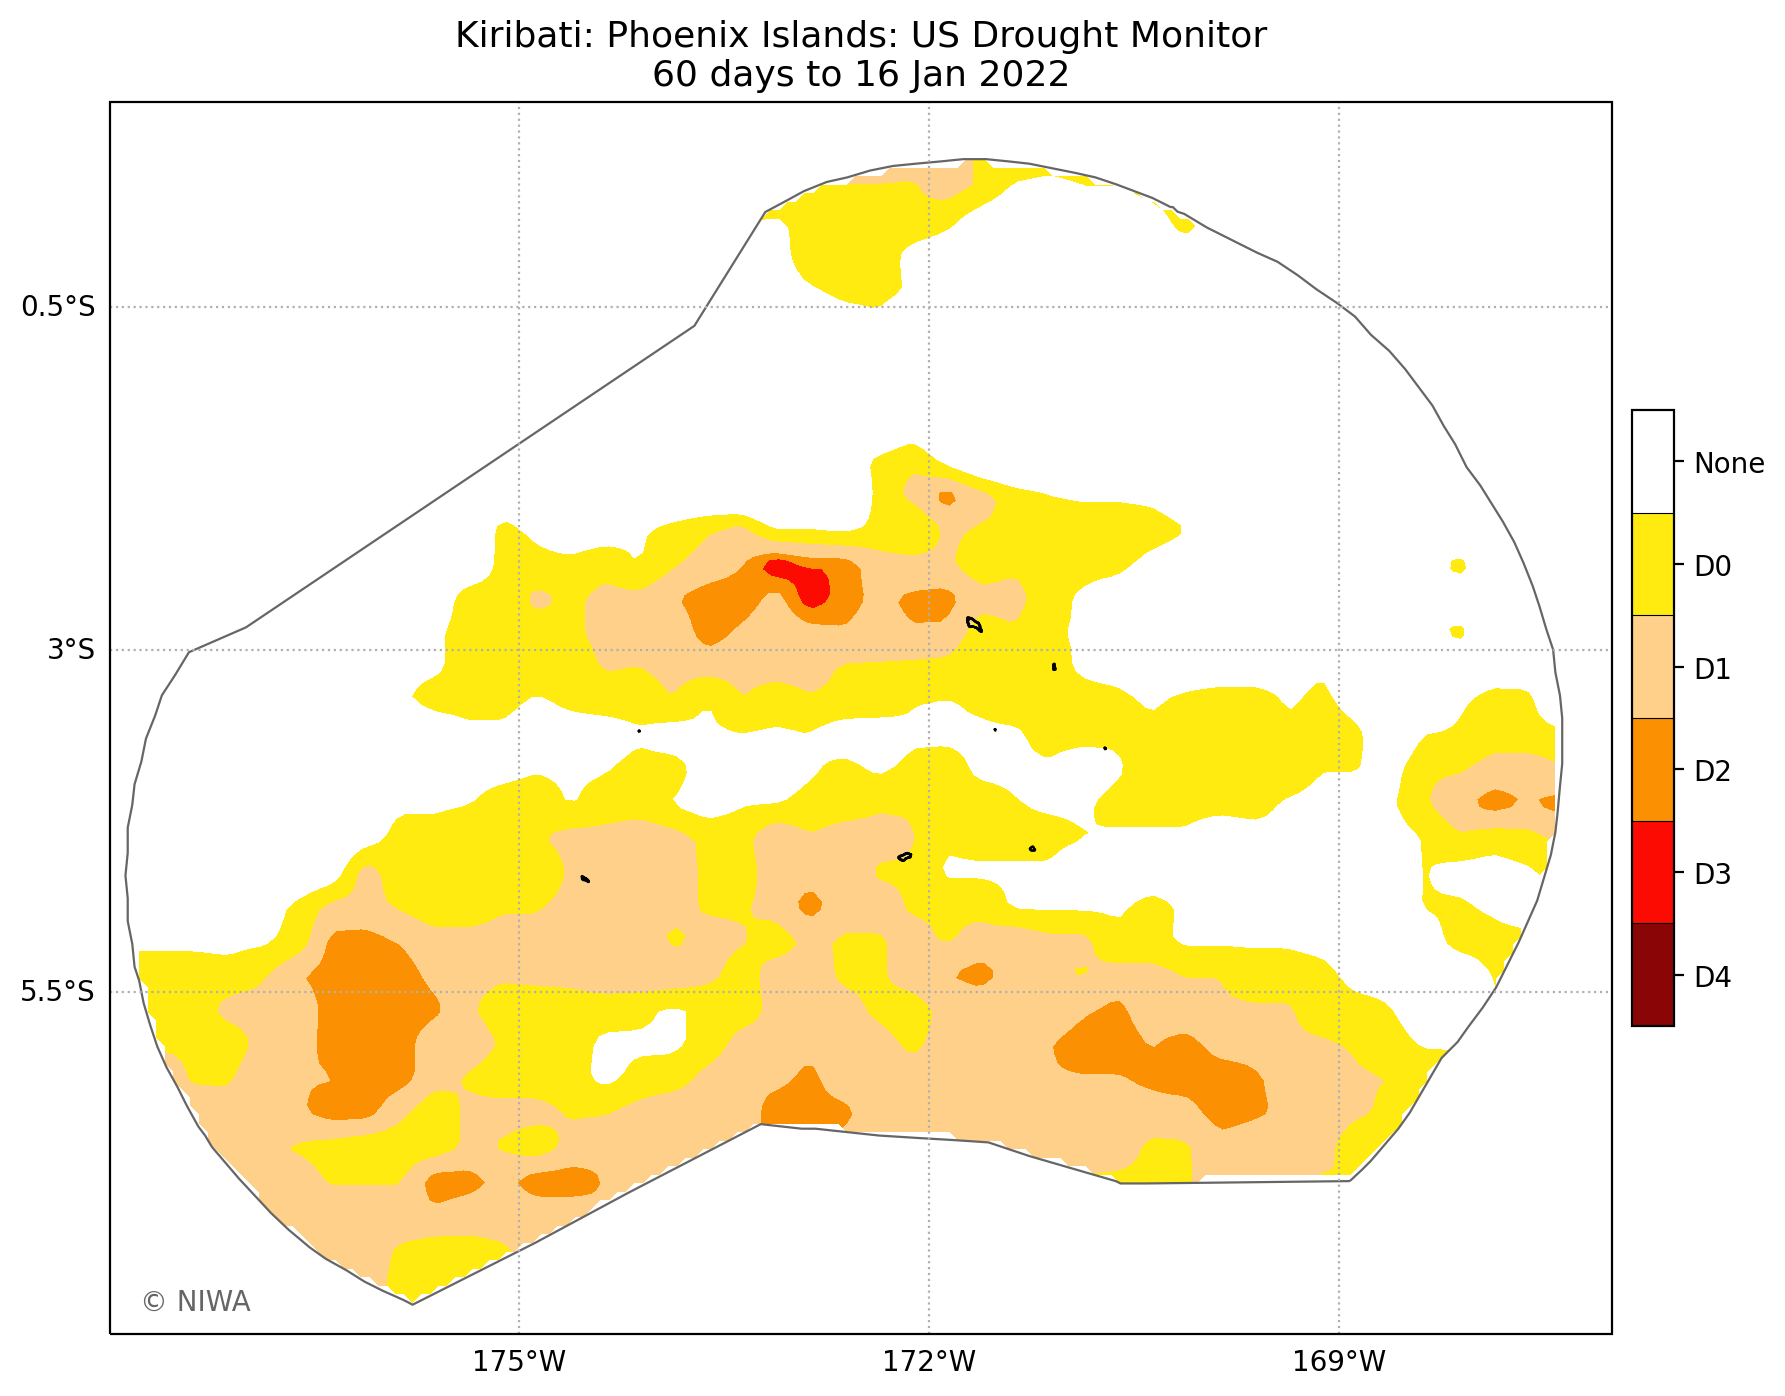 Kiribati: Phoenix Islands: US Drought Monitor
60 days to 16 Jan 2022
0.5°S
3°S
5.5°S
175°W
172°W
169°W
None
D0
D1
D2
D3
D4
© NIWA